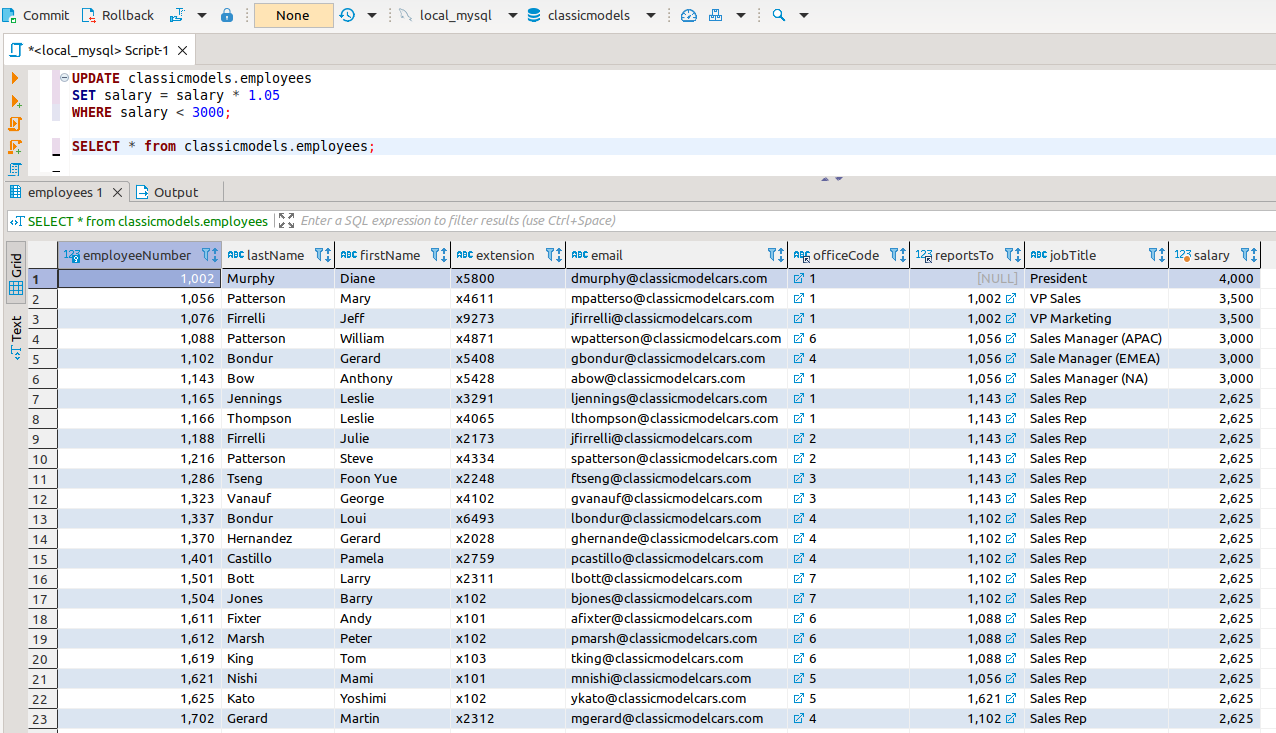 Commit Rollback None local_mysql classicmodels
*<local_mysql> Script-1
UPDATE classicmodels.employees
SET salary = salary * 1.05
WHERE salary < 3000;
SELECT * from classicmodels.employees;
employees 1 Output
SELECT * from classicmodels.employees Enter a SQL expression to filter results (use Ctrl+Space)
Grid
Text
123 employeeNumber ABC lastName ABC firstName ABC extension ABC email ABC officeCode 123 reportsTo ABC jobTitle 123 salary
1 1,002 Murphy Diane x5800 dmurphy@classicmodelcars.com 1 [NULL] President 4,000
2 1,056 Patterson Mary x4611 mpatterso@classicmodelcars.com 1 1,002 VP Sales 3,500
3 1,076 Firrelli Jeff x9273 jfirrelli@classicmodelcars.com 1 1,002 VP Marketing 3,500
4 1,088 Patterson William x4871 wpatterson@classicmodelcars.com 6 1,056 Sales Manager (APAC) 3,000
5 1,102 Bondur Gerard x5408 gbondur@classicmodelcars.com 4 1,056 Sale Manager (EMEA) 3,000
6 1,143 Bow Anthony x5428 abow@classicmodelcars.com 1 1,056 Sales Manager (NA) 3,000
7 1,165 Jennings Leslie x3291 ljennings@classicmodelcars.com 1 1,143 Sales Rep 2,625
8 1,166 Thompson Leslie x4065 lthompson@classicmodelcars.com 1 1,143 Sales Rep 2,625
9 1,188 Firrelli Julie x2173 jfirrelli@classicmodelcars.com 2 1,143 Sales Rep 2,625
10 1,216 Patterson Steve x4334 spatterson@classicmodelcars.com 2 1,143 Sales Rep 2,625
11 1,286 Tseng Foon Yue x2248 ftseng@classicmodelcars.com 3 1,143 Sales Rep 2,625
12 1,323 Vanauf George x4102 gvanauf@classicmodelcars.com 3 1,143 Sales Rep 2,625
13 1,337 Bondur Loui x6493 lbondur@classicmodelcars.com 4 1,102 Sales Rep 2,625
14 1,370 Hernandez Gerard x2028 ghernande@classicmodelcars.com 4 1,102 Sales Rep 2,625
15 1,401 Castillo Pamela x2759 pcastillo@classicmodelcars.com 4 1,102 Sales Rep 2,625
16 1,501 Bott Larry x2311 lbott@classicmodelcars.com 7 1,102 Sales Rep 2,625
17 1,504 Jones Barry x102 bjones@classicmodelcars.com 7 1,102 Sales Rep 2,625
18 1,611 Fixter Andy x101 afixter@classicmodelcars.com 6 1,088 Sales Rep 2,625
19 1,612 Marsh Peter x102 pmarsh@classicmodelcars.com 6 1,088 Sales Rep 2,625
20 1,619 King Tom x103 tking@classicmodelcars.com 6 1,088 Sales Rep 2,625
21 1,621 Nishi Mami x101 mnishi@classicmodelcars.com 5 1,056 Sales Rep 2,625
22 1,625 Kato Yoshimi x102 ykato@classicmodelcars.com 5 1,621 Sales Rep 2,625
23 1,702 Gerard Martin x2312 mgerard@classicmodelcars.com 4 1,102 Sales Rep 2,625